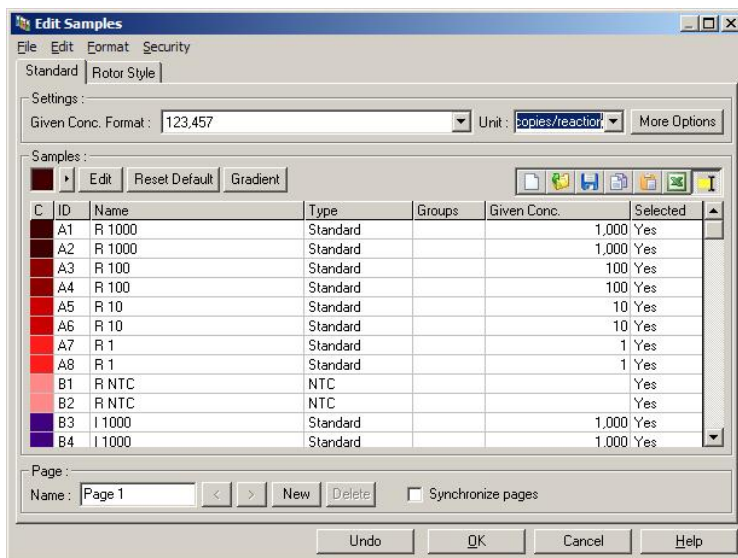 Edit Samples
File Edit Format Security
Standard Rotor Style
Settings :
Given Conc. Format : 123,457 Unit : copies/reaction More Options
Samples :
Edit Reset Default Gradient
C ID Name Type Groups Given Conc. Selected
A1 R 1000 Standard 1,000 Yes
A2 R 1000 Standard 1,000 Yes
A3 R 100 Standard 100 Yes
A4 R 100 Standard 100 Yes
A5 R 10 Standard 10 Yes
A6 R 10 Standard 10 Yes
A7 R 1 Standard 1 Yes
A8 R 1 Standard 1 Yes
B1 R NTC NTC Yes
B2 R NTC NTC Yes
B3 I 1000 Standard 1,000 Yes
B4 I 1000 Standard 1,000 Yes
Page :
Name : Page 1 < > New Delete Synchronize pages
Undo OK Cancel Help